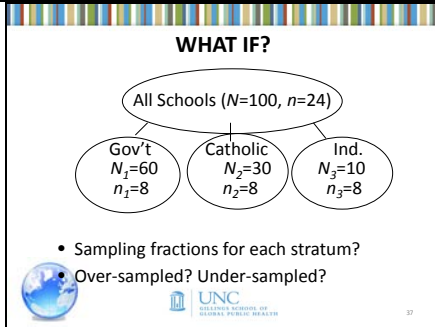 WHAT IF?
All Schools (N=100, n=24)
Gov't
N1=60
n1=8
Catholic
N2=30
n2=8
Ind.
N3=10
n3=8
• Sampling fractions for each stratum?
• Over-sampled? Under-sampled?
UNC
GILLINGS SCHOOL OF
GLOBAL PUBLIC HEALTH
37